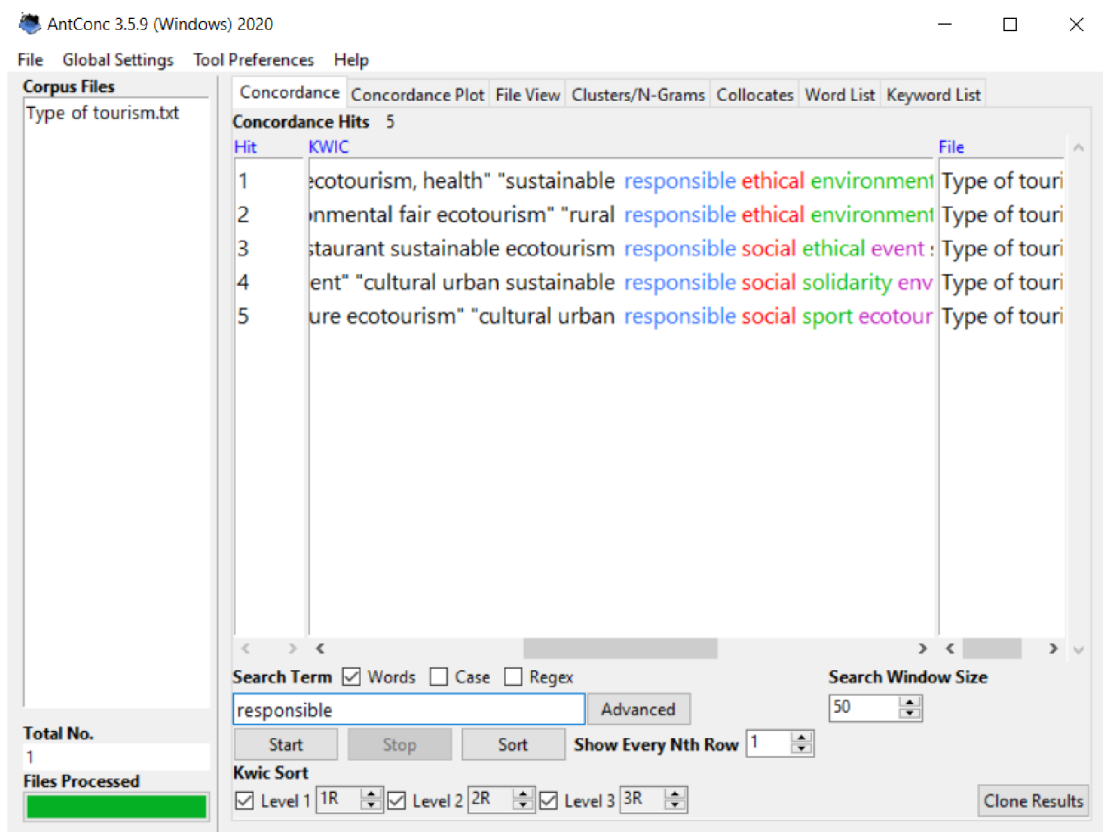 AntConc 3.5.9 (Windows) 2020
File Global Settings Tool Preferences Help
Corpus Files
Type of tourism.txt
Concordance Concordance Plot File View Clusters/N-Grams Collocates Word List Keyword List
Concordance Hits 5
Hit KWIC File
1 ecotourism, health" "sustainable responsible ethical environment Type of touri
2 onmental fair ecotourism" "rural responsible ethical environment Type of touri
3 staurant sustainable ecotourism responsible social ethical event s Type of touri
4 ent" "cultural urban sustainable responsible social solidarity env Type of touri
5 ure ecotourism" "cultural urban responsible social sport ecotour Type of touri
Search Term Words Case Regex Search Window Size
responsible Advanced 50
Total No.
1
Start Stop Sort Show Every Nth Row 1
Files Processed
Kwic Sort
Level 1 1R Level 2 2R Level 3 3R Clone Results